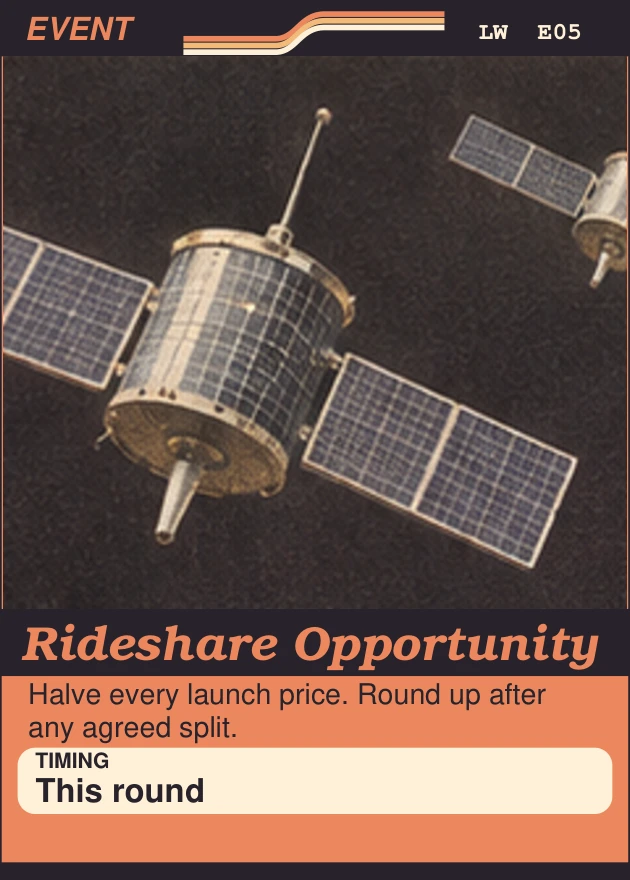 EVENT
LW E05
Rideshare Opportunity
Halve every launch price. Round up after
any agreed split.
TIMING
This round